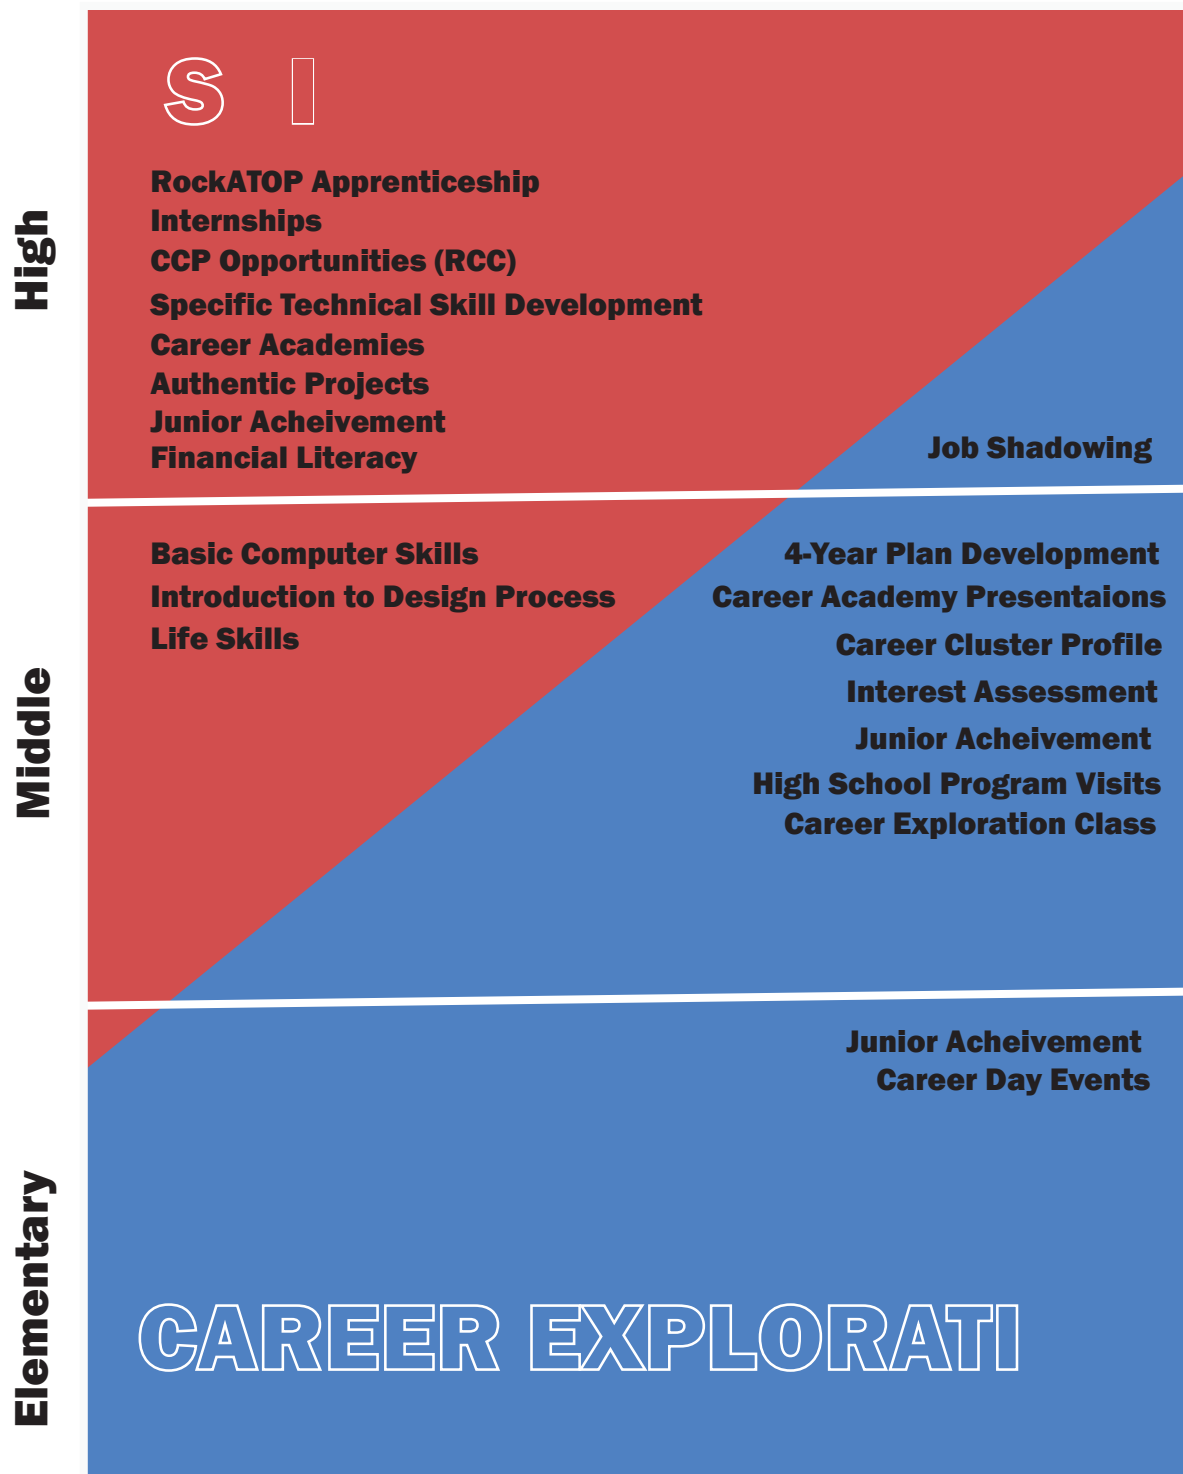 High
S I
RockATOP Apprenticeship
Internships
CCP Opportunities (RCC)
Specific Technical Skill Development
Career Academies
Authentic Projects
Junior Acheivement
Financial Literacy
Job Shadowing
Middle
Basic Computer Skills
Introduction to Design Process
Life Skills
4-Year Plan Development
Career Academy Presentaions
Career Cluster Profile
Interest Assessment
Junior Acheivement
High School Program Visits
Career Exploration Class
Elementary
Junior Acheivement
Career Day Events
CAREER EXPLORATI